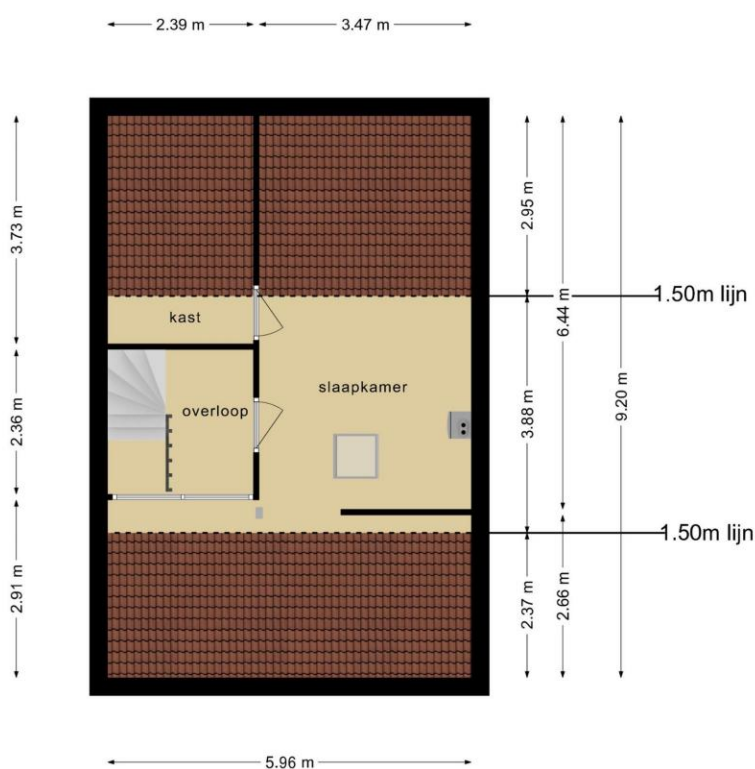 2.39 m
3.47 m
3.73 m
2.36 m
2.91 m
kast
overloop
slaapkamer
2.95 m
3.88 m
2.37 m
6.44 m
2.66 m
9.20 m
1.50m lijn
1.50m lijn
5.96 m